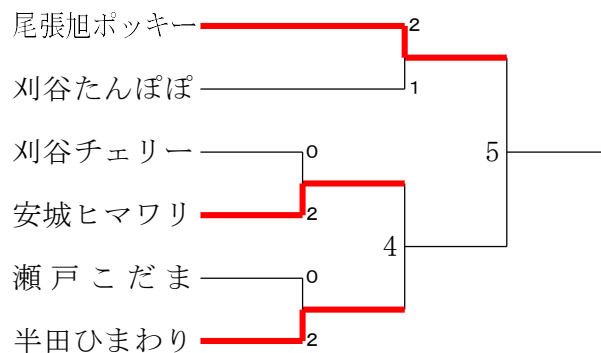 尾張旭ポッキー 2
刈谷たんぽぽ 1
刈谷チェリー 0
5
安城ヒマワリ 2
4
瀬戸こだま 0
半田ひまわり 2